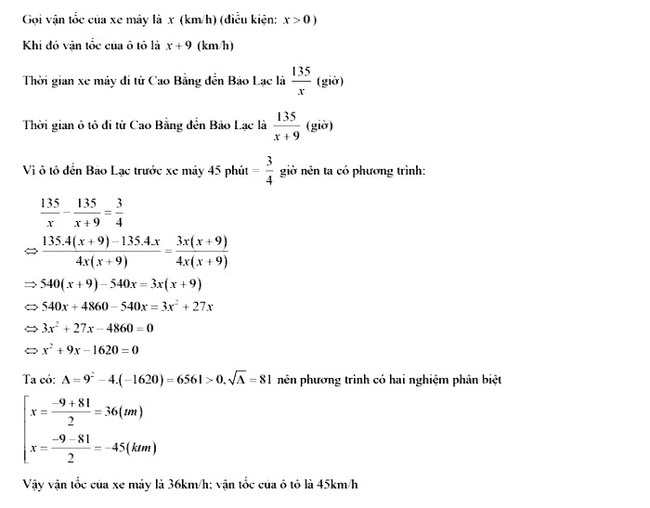 Gọi vận tốc của xe máy là x (km/h) (điều kiện: x > 0)
Khi đó vận tốc của ô tô là x + 9 (km/h)
Thời gian xe máy đi từ Cao Bằng đến Bảo Lạc là 135/x (giờ)
Thời gian ô tô đi từ Cao Bằng đến Bảo Lạc là 135/(x + 9) (giờ)
Vì ô tô đến Bảo Lạc trước xe máy 45 phút = 3/4 giờ nên ta có phương trình:
135/x − 135/(x + 9) = 3/4
⇔ (135.4(x + 9) − 135.4.x)/(4x(x + 9)) = 3x(x + 9)/(4x(x + 9))
⇒ 540(x + 9) − 540x = 3x(x + 9)
⇔ 540x + 4860 − 540x = 3x² + 27x
⇔ 3x² + 27x − 4860 = 0
⇔ x² + 9x − 1620 = 0
Ta có: Δ = 9² − 4.(−1620) = 6561 > 0, √Δ = 81 nên phương trình có hai nghiệm phân biệt
[ x = (−9 + 81)/2 = 36(tm)
x = (−9 − 81)/2 = −45(ktm)
Vậy vận tốc của xe máy là 36km/h; vận tốc của ô tô là 45km/h